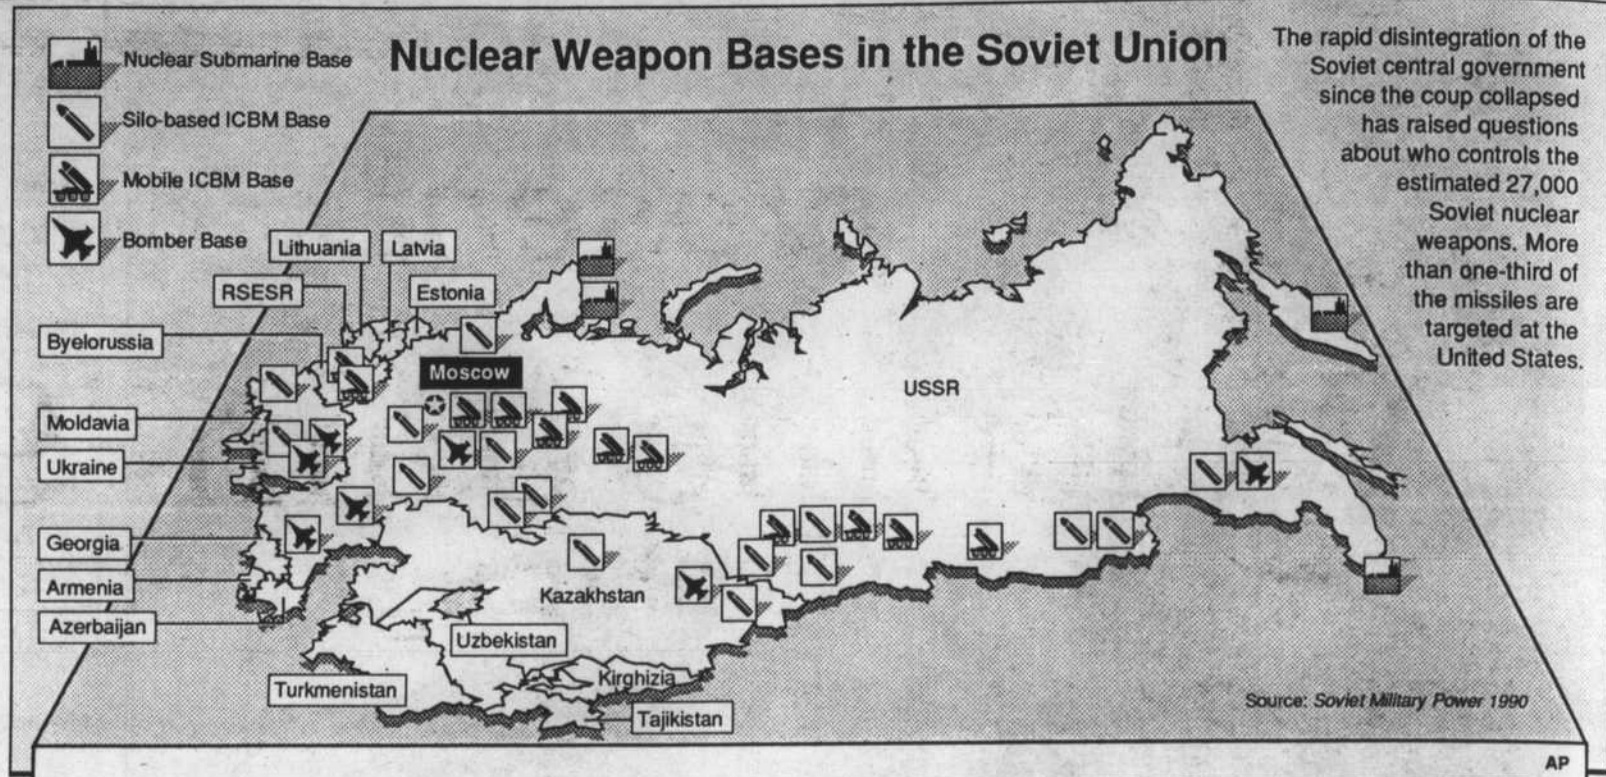 Nuclear Weapon Bases in the Soviet Union
Nuclear Submarine Base
Silo-based ICBM Base
Mobile ICBM Base
Bomber Base
The rapid disintegration of the
Soviet central government
since the coup collapsed
has raised questions
about who controls the
estimated 27,000
Soviet nuclear
weapons. More
than one-third of
the missiles are
targeted at the
United States.
Lithuania
Latvia
RSESR
Estonia
Byelorussia
Moscow
USSR
Moldavia
Ukraine
Georgia
Armenia
Azerbaijan
Kazakhstan
Uzbekistan
Turkmenistan
Kirghizia
Tajikistan
Source: Soviet Military Power 1990
AP